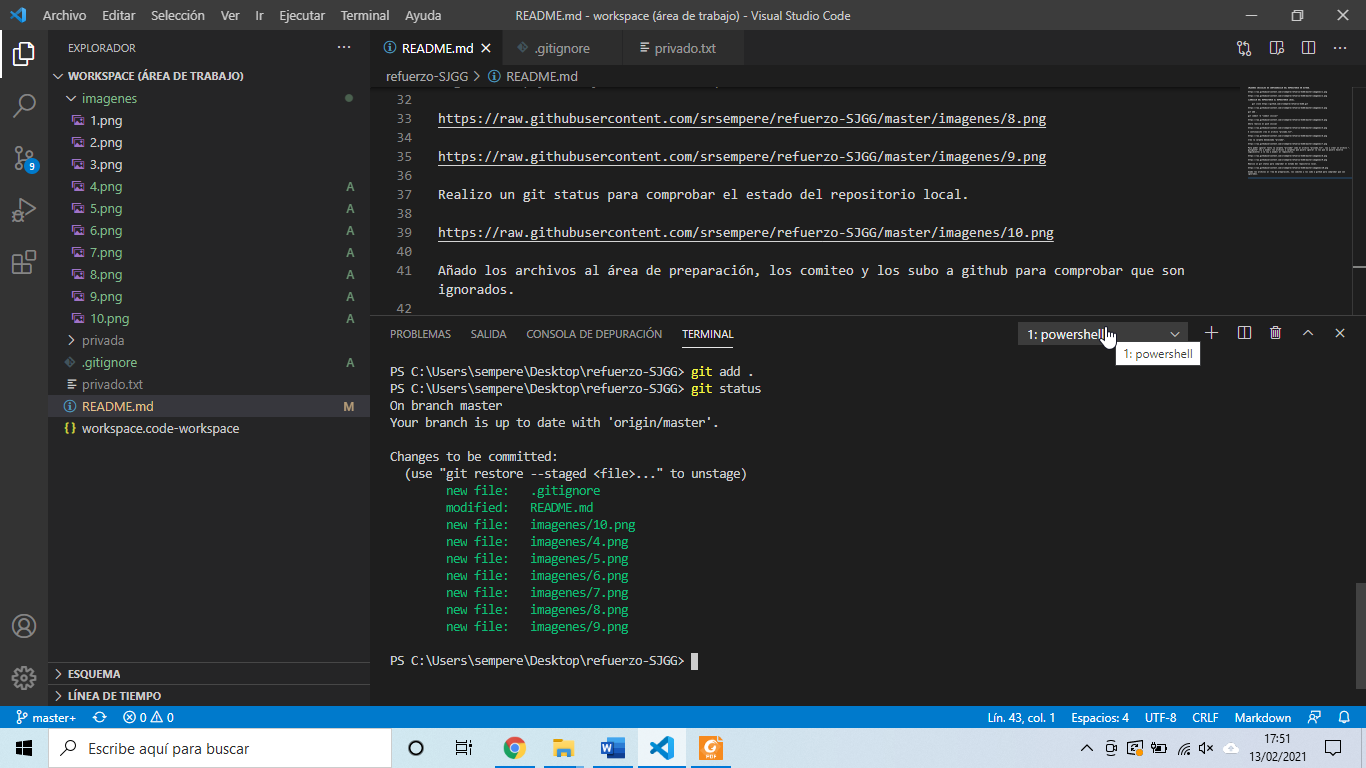 Archivo Editar Selección Ver Ir Ejecutar Terminal Ayuda
README.md - workspace (área de trabajo) - Visual Studio Code
EXPLORADOR
README.md
.gitignore
privado.txt
WORKSPACE (ÁREA DE TRABAJO)
refuerzo-SJGG > README.md
imagenes
1.png
2.png
3.png
4.png A
5.png A
6.png A
7.png A
8.png A
9.png A
10.png A
privada
.gitignore A
privado.txt
README.md M
workspace.code-workspace
ESQUEMA
LÍNEA DE TIEMPO
9
32
33 https://raw.githubusercontent.com/srsempere/refuerzo-SJGG/master/imagenes/8.png
34
35 https://raw.githubusercontent.com/srsempere/refuerzo-SJGG/master/imagenes/9.png
36
37 Realizo un git status para comprobar el estado del repositorio local.
38
39 https://raw.githubusercontent.com/srsempere/refuerzo-SJGG/master/imagenes/10.png
40
41 Añado los archivos al área de preparación, los comiteo y los subo a github para comprobar que son
ignorados.
42
PROBLEMAS SALIDA CONSOLA DE DEPURACIÓN TERMINAL
1: powershell
1: powershell
PS C:\Users\sempere\Desktop\refuerzo-SJGG> git add .
PS C:\Users\sempere\Desktop\refuerzo-SJGG> git status
On branch master
Your branch is up to date with 'origin/master'.
Changes to be committed:
(use "git restore --staged <file>..." to unstage)
new file: .gitignore
modified: README.md
new file: imagenes/10.png
new file: imagenes/4.png
new file: imagenes/5.png
new file: imagenes/6.png
new file: imagenes/7.png
new file: imagenes/8.png
new file: imagenes/9.png
PS C:\Users\sempere\Desktop\refuerzo-SJGG>
master+ 0 0
Lín. 43, col. 1 Espacios: 4 UTF-8 CRLF Markdown
Escribe aquí para buscar
17:51
13/02/2021